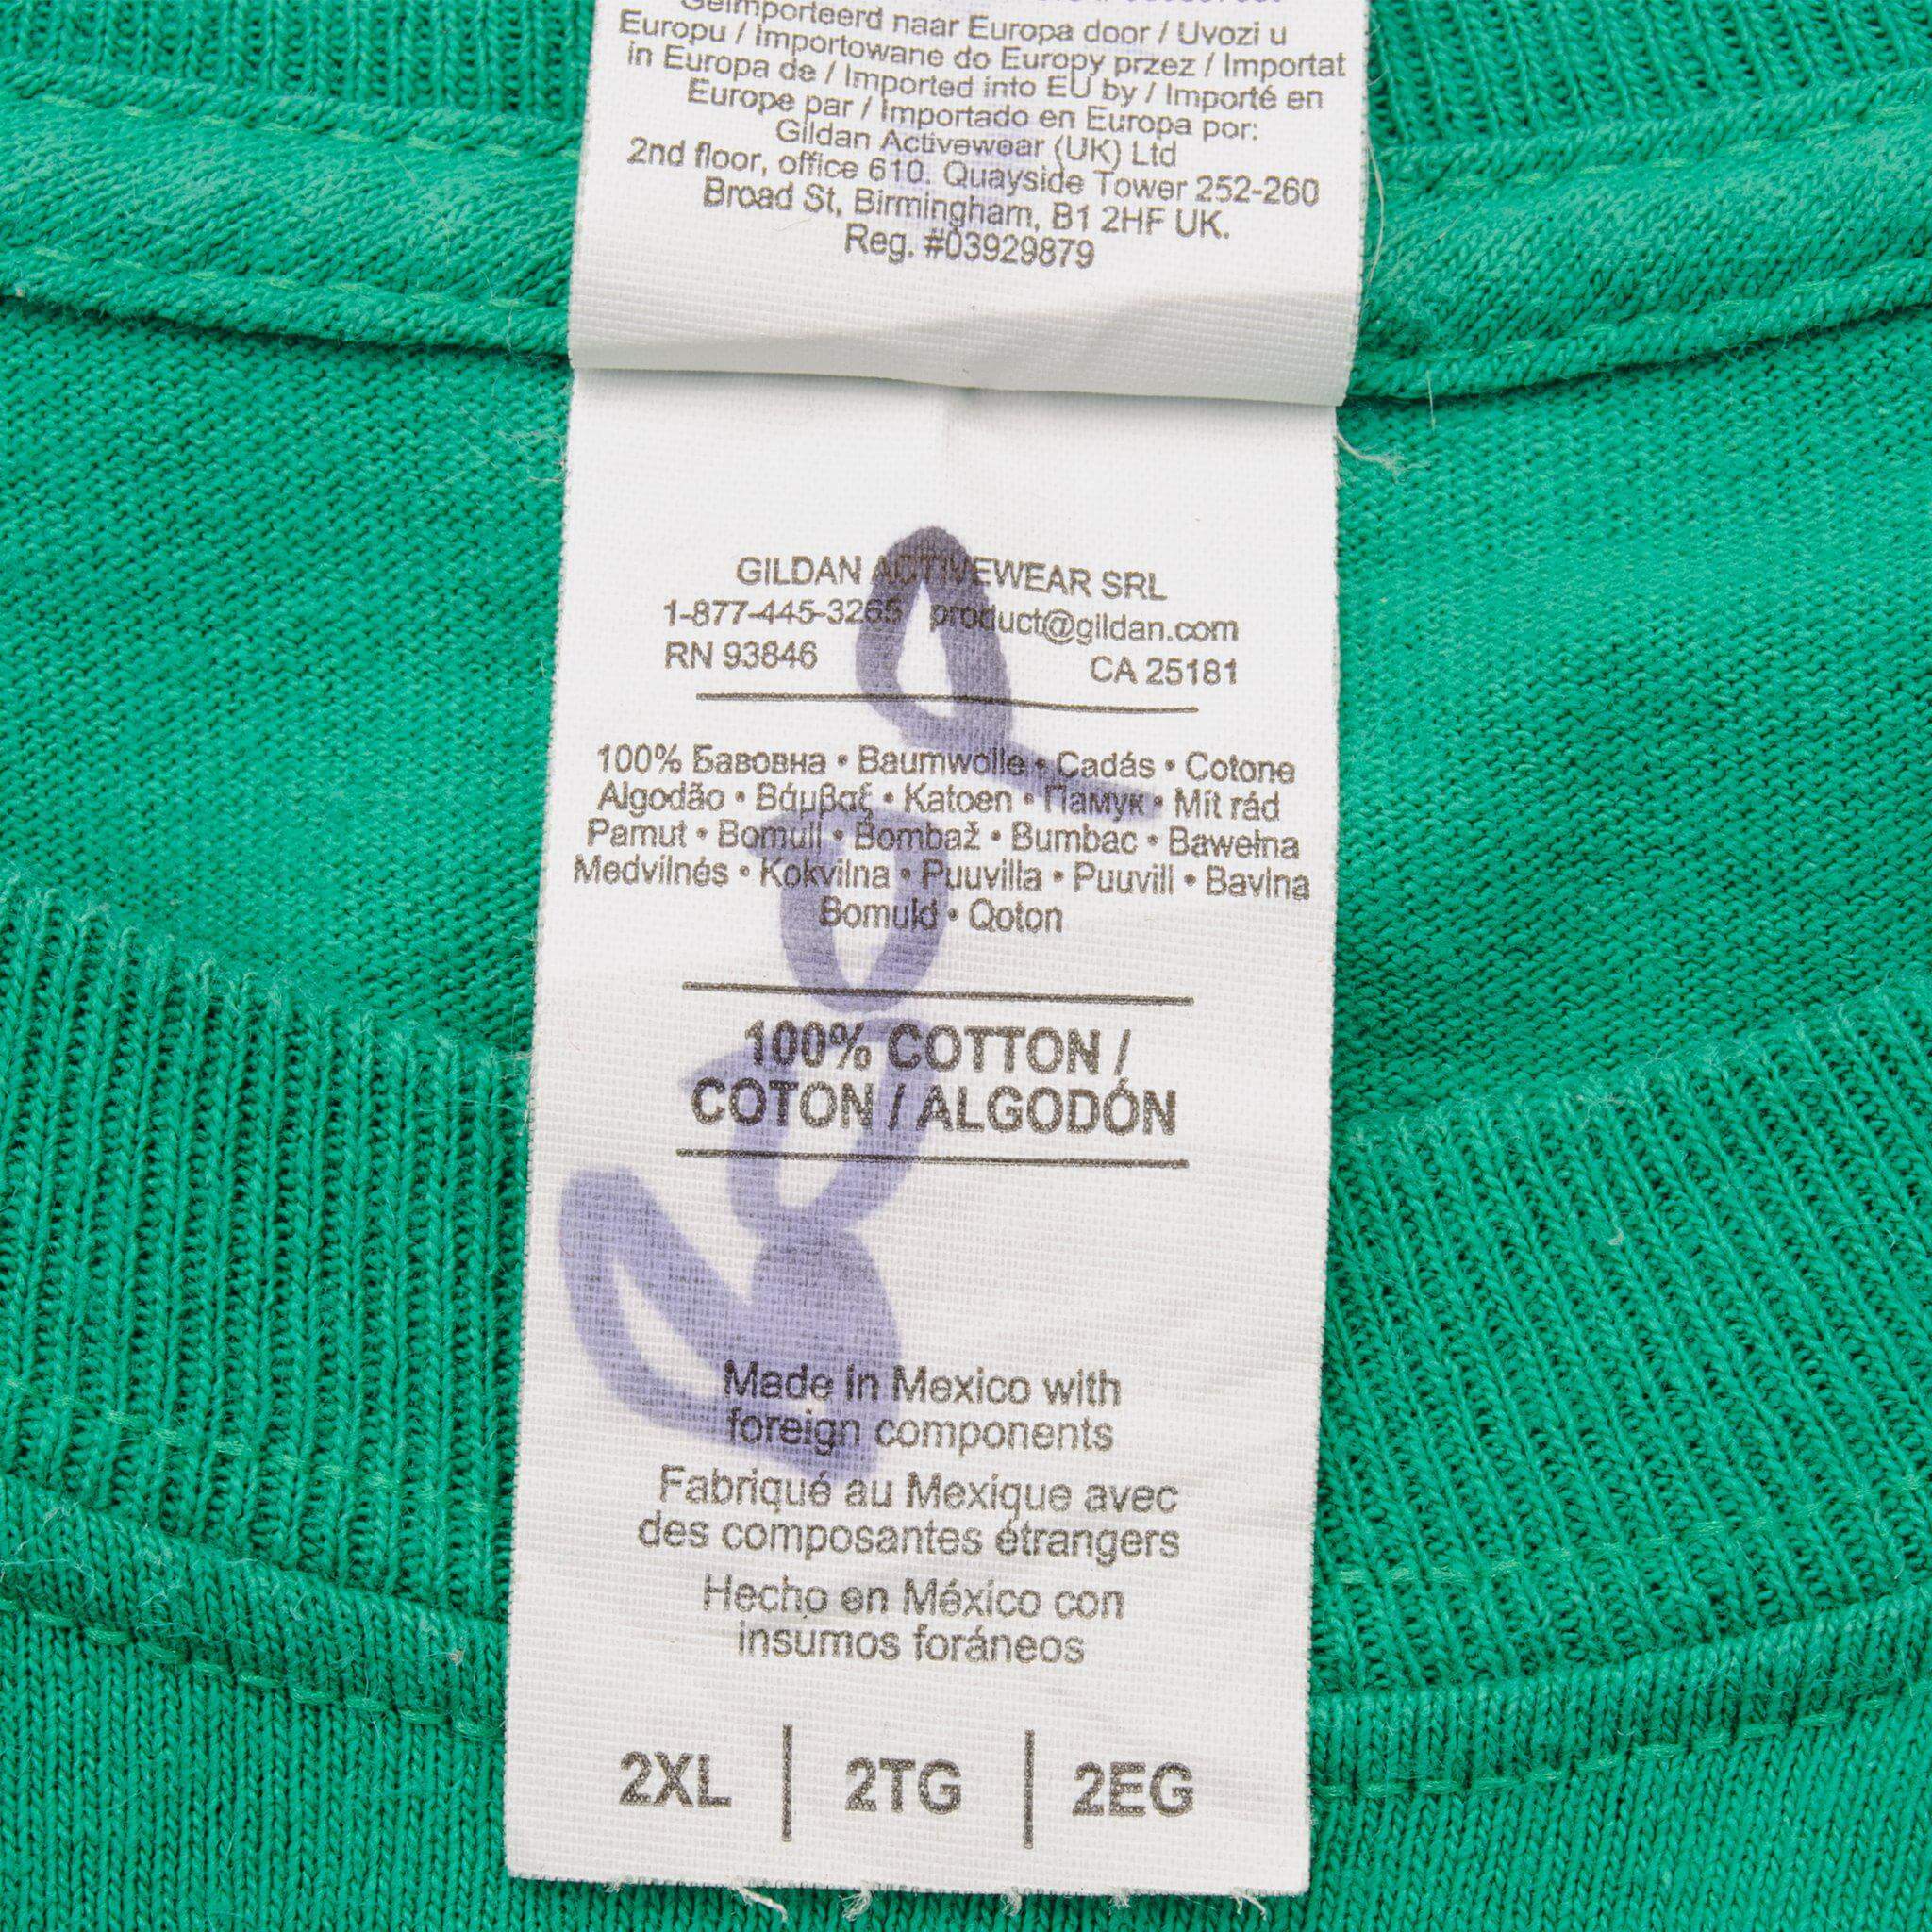 Geïmporteerd naar Europa door / Uvozi u
Europu / Importowane do Europy przez / Importat
in Europa de / Imported into EU by / Importé en
Europe par / Importado en Europa por:
Gildan Activewear (UK) Ltd
2nd floor, office 610. Quayside Tower 252-260
Broad St, Birmingham, B1 2HF UK.
Reg. #03929879
GILDAN ACTIVEWEAR SRL
1-877-445-3265 product@gildan.com
RN 93846 CA 25181
100% Бавовна • Baumwolle • Cadás • Cotone
Algodão • Βάμβαξ • Katoen • Памук • Mít rád
Pamut • Bomull • Bombaž • Bumbac • Bawełna
Medvilnės • Kokvilna • Puuvilla • Puuvill • Bavlna
Bomuld • Qoton
100% COTTON /
COTON / ALGODÓN
Made in Mexico with
foreign components
Fabriqué au Mexique avec
des composantes étrangers
Hecho en México con
insumos foráneos
2XL | 2TG | 2EG